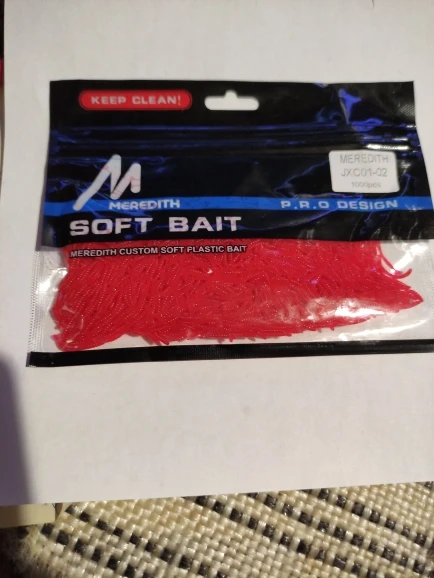 KEEP CLEAN!
MEREDITH
JXC01-02
1000pcs
M
MEREDITH
P.R.O DESIGN
SOFT BAIT
MEREDITH CUSTOM SOFT PLASTIC BAIT